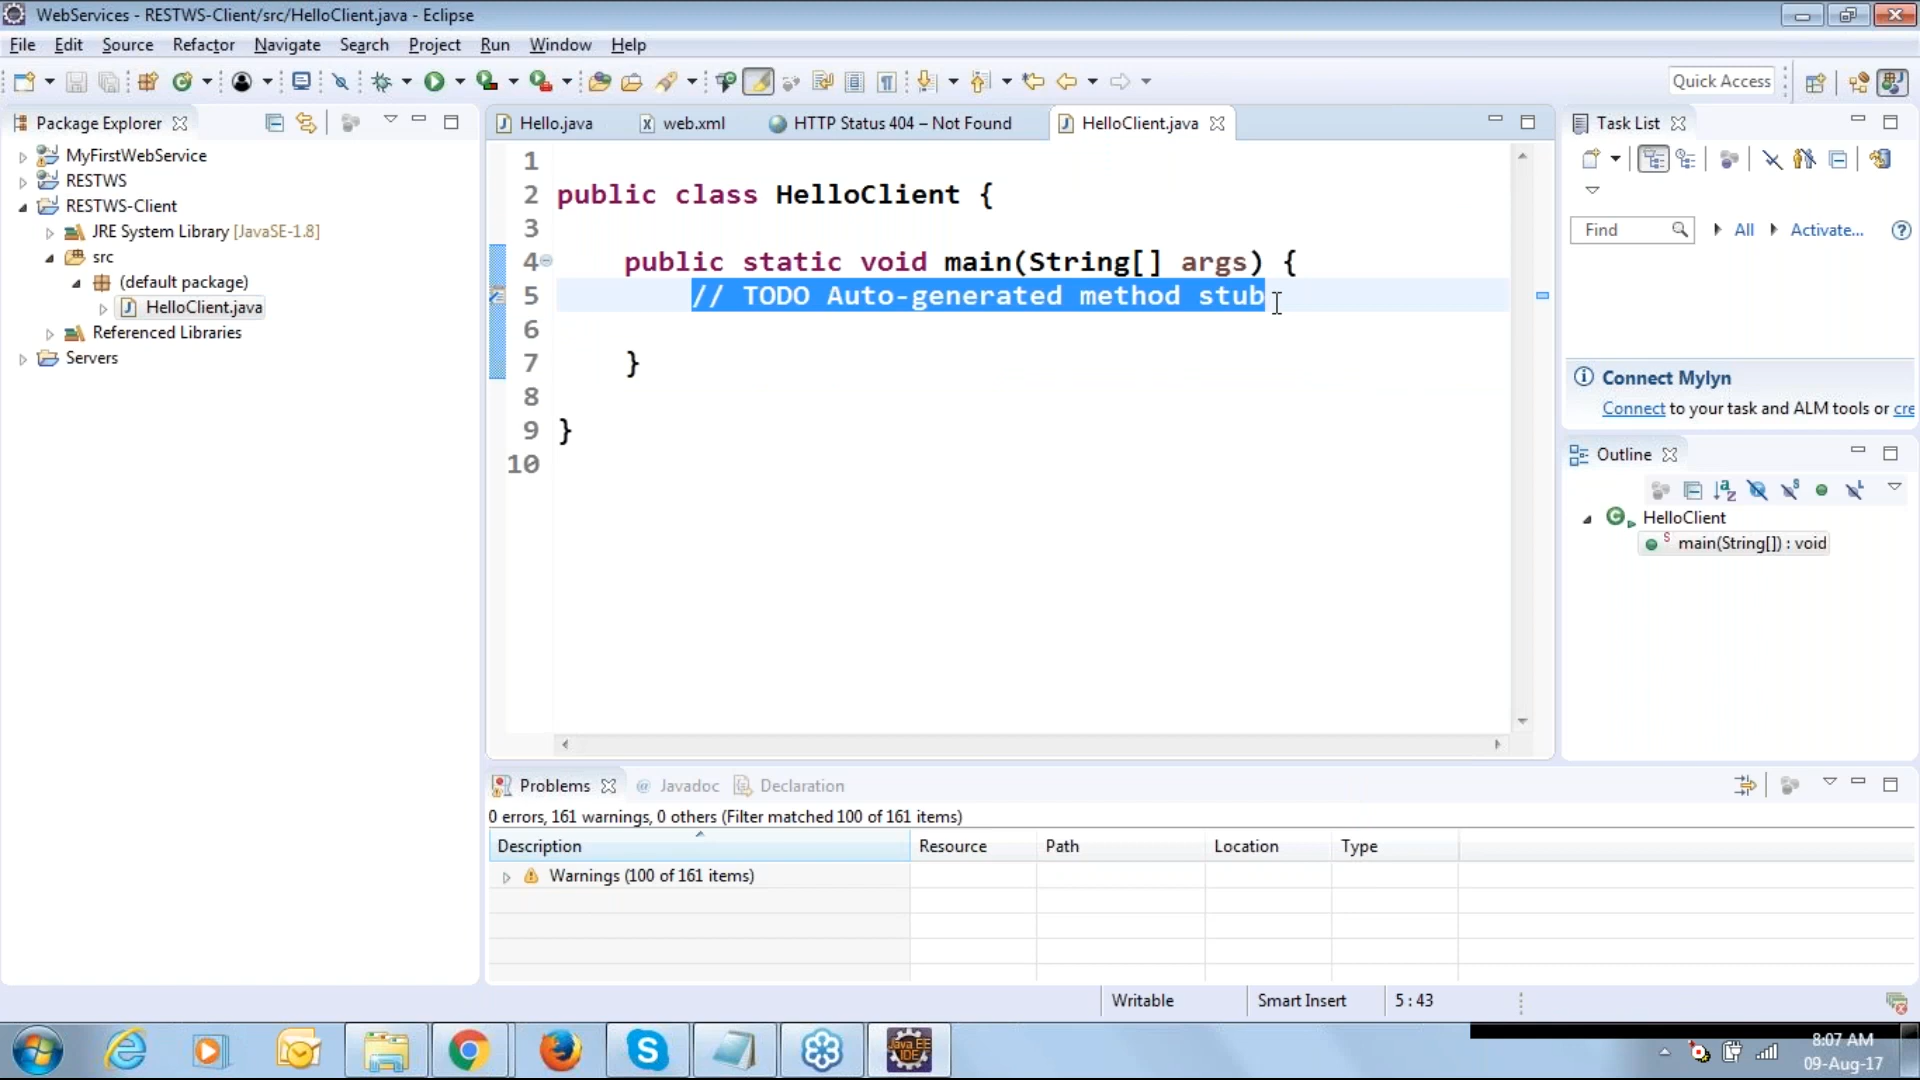 WebServices - RESTWS-Client/src/HelloClient.java - Eclipse
File Edit Source Refactor Navigate Search Project Run Window Help
Quick Access
Package Explorer
MyFirstWebService
RESTWS
RESTWS-Client
JRE System Library [JavaSE-1.8]
src
(default package)
HelloClient.java
Referenced Libraries
Servers
Hello.java web.xml HTTP Status 404 – Not Found HelloClient.java
1
2 public class HelloClient {
3
4 public static void main(String[] args) {
5 // TODO Auto-generated method stub
6
7 }
8
9 }
10
Task List
Find All Activate...
Connect Mylyn
Connect to your task and ALM tools or cre
Outline
HelloClient
main(String[]) : void
Problems @ Javadoc Declaration
0 errors, 161 warnings, 0 others (Filter matched 100 of 161 items)
Description Resource Path Location Type
Warnings (100 of 161 items)
Writable Smart Insert 5 : 43
Java EE
IDE
8:07 AM
09-Aug-17